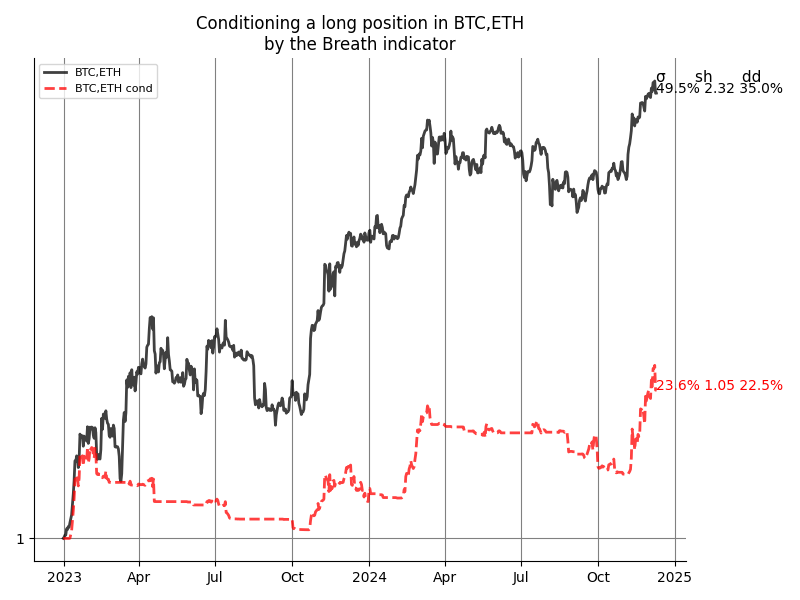 Conditioning a long position in BTC,ETH
by the Breath indicator
BTC,ETH
BTC,ETH cond
σ sh dd
49.5% 2.32 35.0%
23.6% 1.05 22.5%
1
2023 Apr Jul Oct 2024 Apr Jul Oct 2025